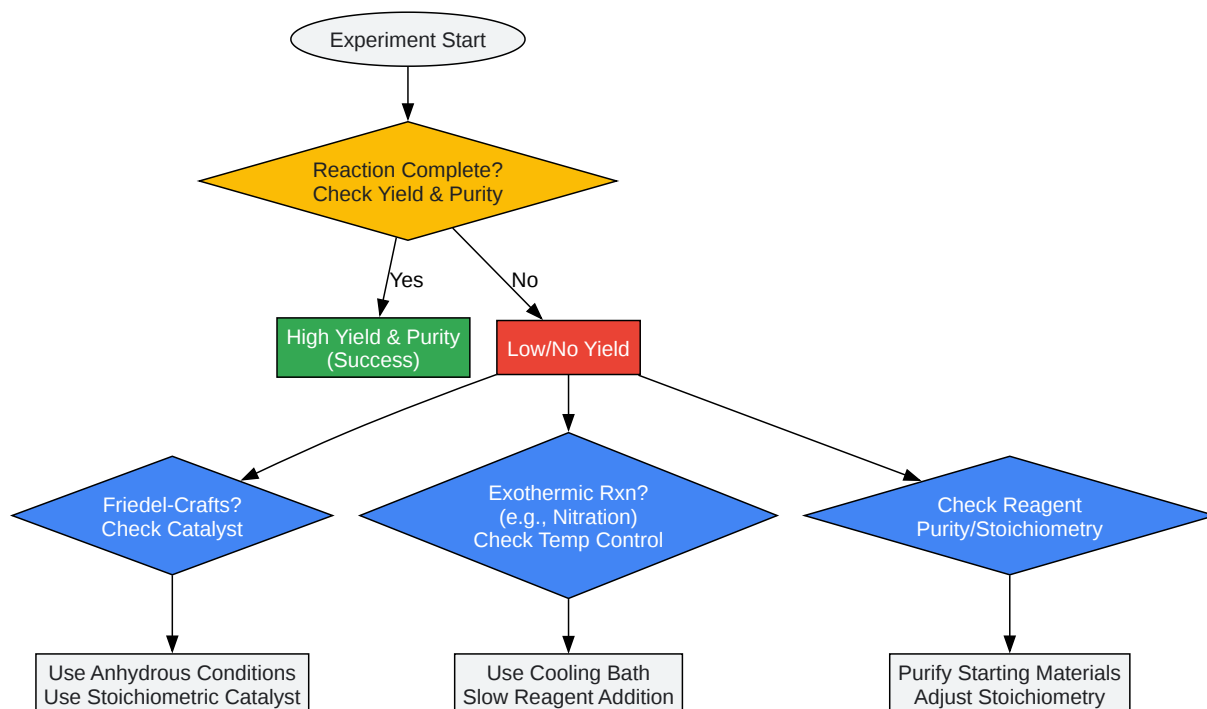 Experiment Start
Reaction Complete?
Check Yield & Purity
Yes
No
High Yield & Purity
(Success)
Low/No Yield
Friedel-Crafts?
Check Catalyst
Exothermic Rxn?
(e.g., Nitration)
Check Temp Control
Check Reagent
Purity/Stoichiometry
Use Anhydrous Conditions
Use Stoichiometric Catalyst
Use Cooling Bath
Slow Reagent Addition
Purify Starting Materials
Adjust Stoichiometry